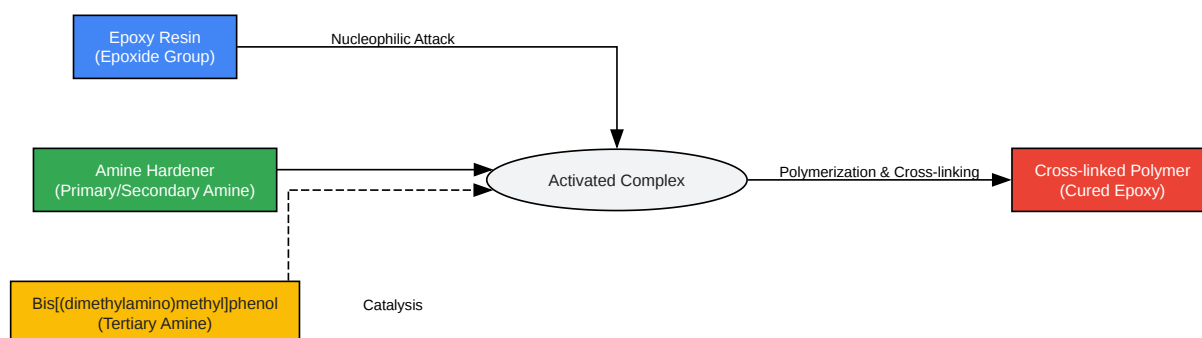 Epoxy Resin
(Epoxide Group)
Nucleophilic Attack
Amine Hardener
(Primary/Secondary Amine)
Activated Complex
Polymerization & Cross-linking
Cross-linked Polymer
(Cured Epoxy)
Bis[(dimethylamino)methyl]phenol
(Tertiary Amine)
Catalysis